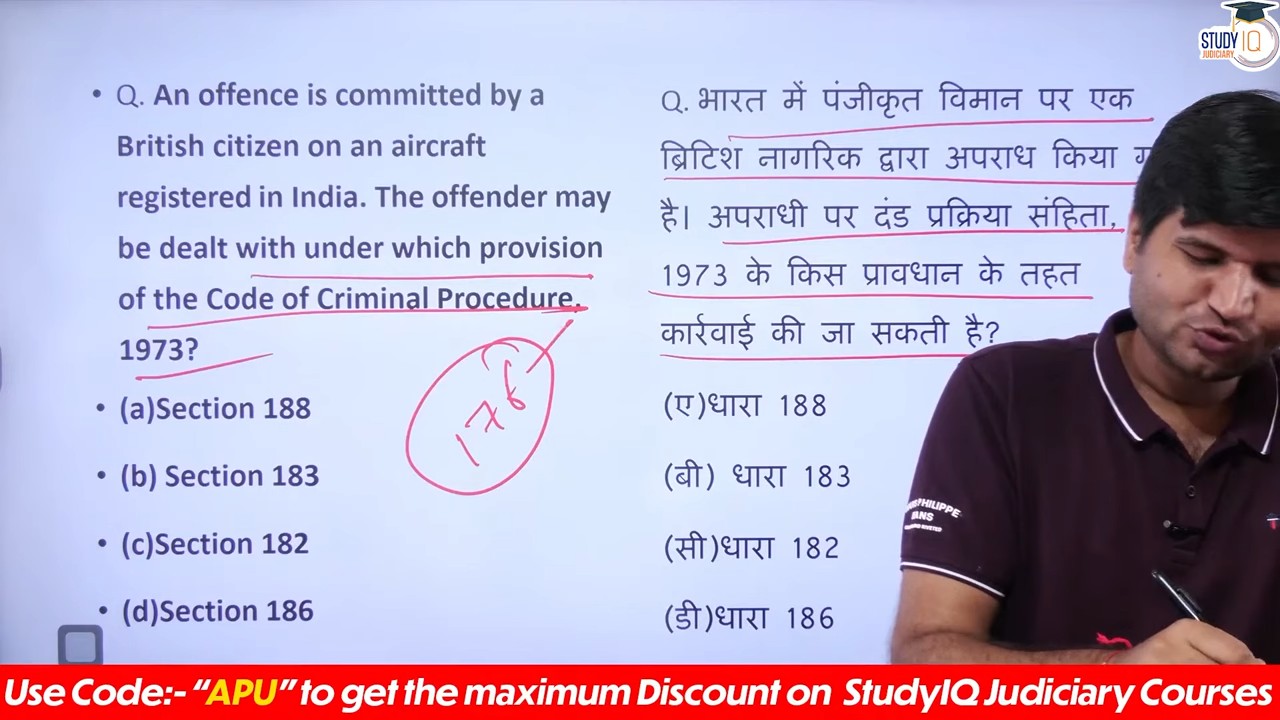 STUDY IQ
JUDICIARY
• Q. An offence is committed by a
British citizen on an aircraft
registered in India. The offender may
be dealt with under which provision
of the Code of Criminal Procedure,
1973?
• (a)Section 188
• (b) Section 183
• (c)Section 182
• (d)Section 186
176
Q. भारत में पंजीकृत विमान पर एक
ब्रिटिश नागरिक द्वारा अपराध किया
है। अपराधी पर दंड प्रक्रिया संहिता,
1973 के किस प्रावधान के तहत
कार्रवाई की जा सकती है?
(ए)धारा 188
(बी) धारा 183
(सी)धारा 182
(डी)धारा 186
PHILIPPE
Use Code:- “APU” to get the maximum Discount on StudyIQ Judiciary Courses